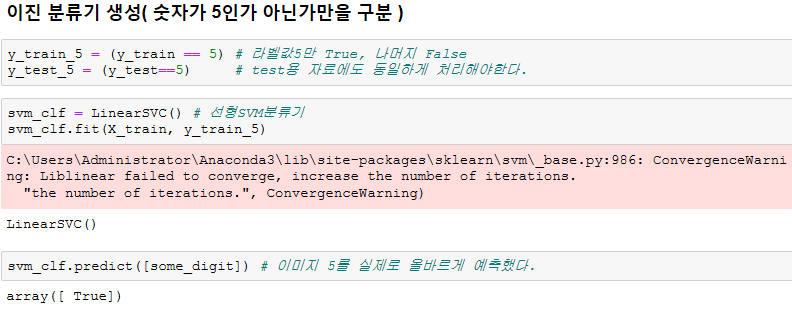 이진 분류기 생성( 숫자가 5인가 아닌가만을 구분 )
y_train_5 = (y_train == 5) # 라벨값5만 True, 나머지 False
y_test_5 = (y_test==5) # test용 자료에도 동일하게 처리해야한다.
svm_clf = LinearSVC() # 선형SVM분류기
svm_clf.fit(X_train, y_train_5)
C:\Users\Administrator\Anaconda3\lib\site-packages\sklearn\svm\_base.py:986: ConvergenceWarni
ng: Liblinear failed to converge, increase the number of iterations.
"the number of iterations.", ConvergenceWarning)
LinearSVC()
svm_clf.predict([some_digit]) # 이미지 5를 실제로 올바르게 예측했다.
array([ True])